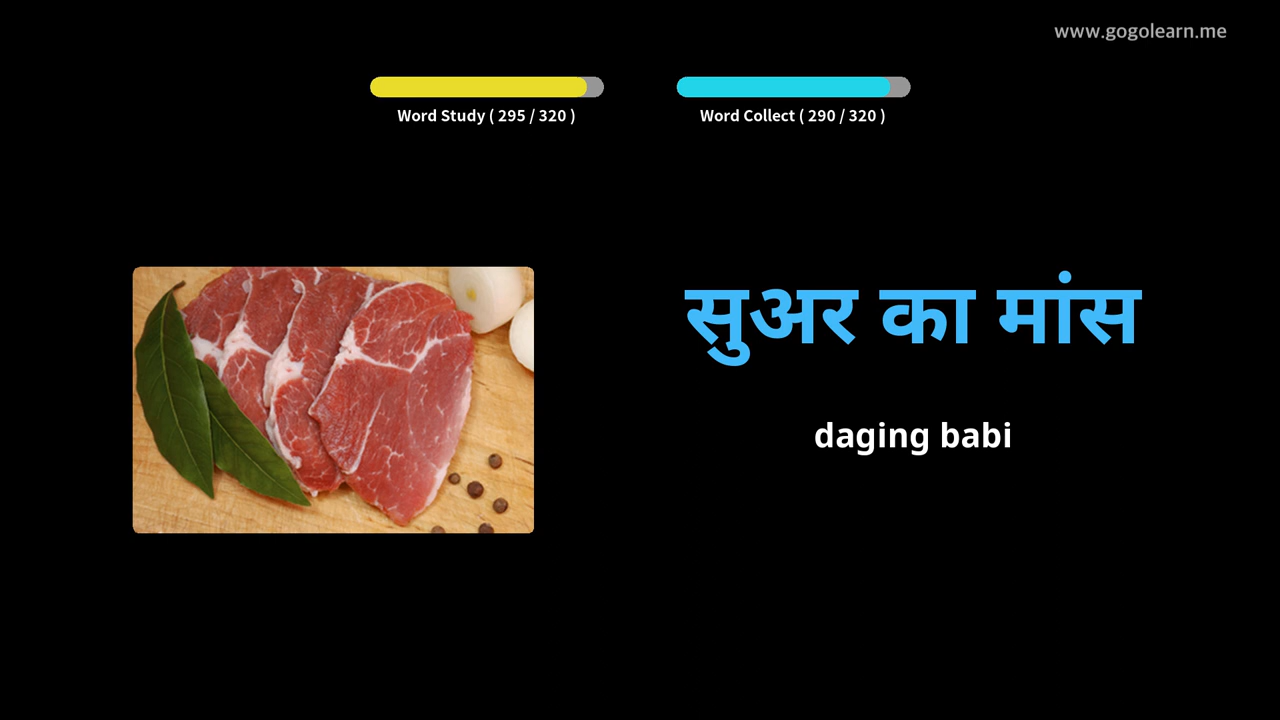 www.gogolearn.me
Word Study ( 295 / 320 )
Word Collect ( 290 / 320 )
सुअर का मांस
daging babi